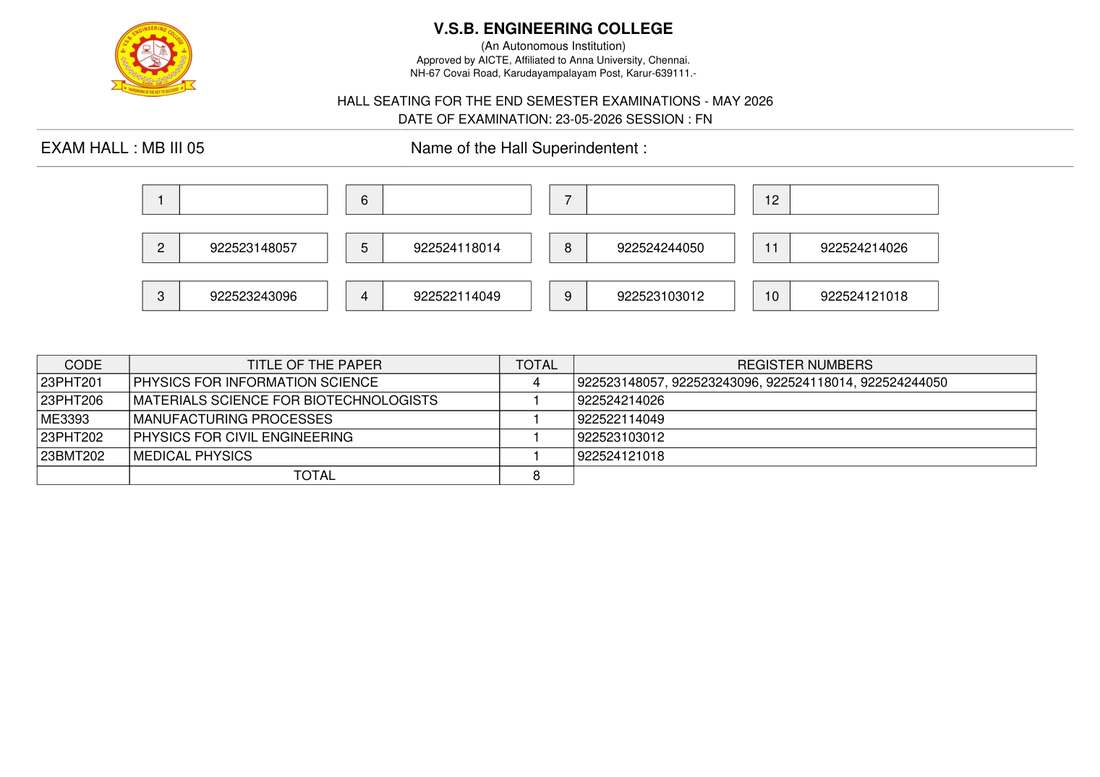 V.S.B. ENGINEERING COLLEGE
(An Autonomous Institution)
Approved by AICTE, Affiliated to Anna University, Chennai.
NH-67 Covai Road, Karudayampalayam Post, Karur-639111.-
HALL SEATING FOR THE END SEMESTER EXAMINATIONS - MAY 2026
DATE OF EXAMINATION: 23-05-2026 SESSION : FN
EXAM HALL : MB III 05 Name of the Hall Superindentent :
1 6 7 12
2 922523148057 5 922524118014 8 922524244050 11 922524214026
3 922523243096 4 922522114049 9 922523103012 10 922524121018
CODE TITLE OF THE PAPER TOTAL REGISTER NUMBERS
23PHT201 PHYSICS FOR INFORMATION SCIENCE 4 922523148057, 922523243096, 922524118014, 922524244050
23PHT206 MATERIALS SCIENCE FOR BIOTECHNOLOGISTS 1 922524214026
ME3393 MANUFACTURING PROCESSES 1 922522114049
23PHT202 PHYSICS FOR CIVIL ENGINEERING 1 922523103012
23BMT202 MEDICAL PHYSICS 1 922524121018
TOTAL 8